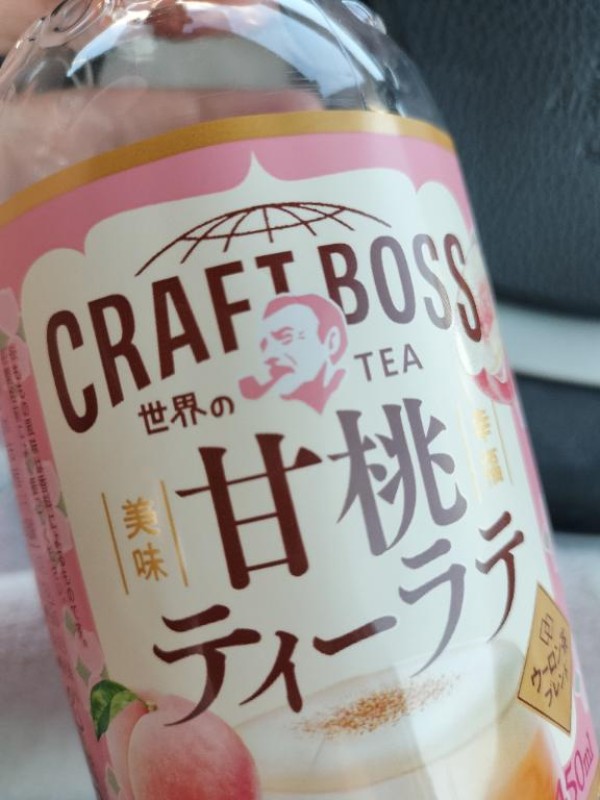 CRAFT BOSS
世界の TEA
甘桃
美味
幸福
ティーラテ
ウーロン茶
ブレンド
450ml